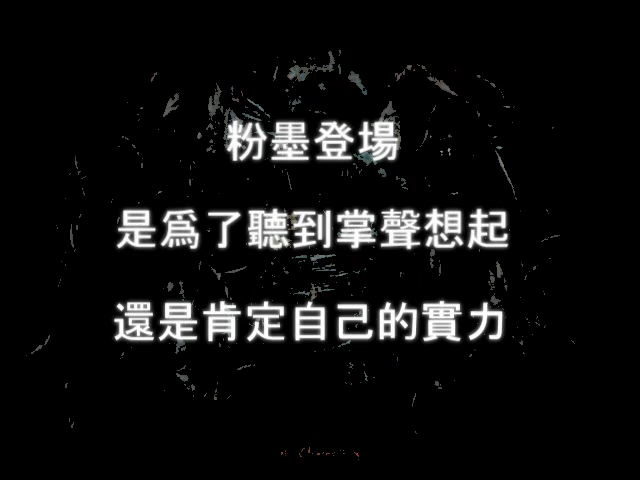 粉墨登場
是為了聽到掌聲想起
還是肯定自己的實力